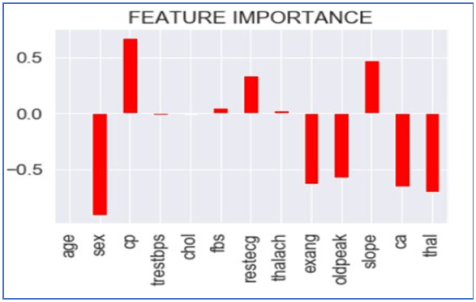 FEATURE IMPORTANCE
0.5
0.0
−0.5
age
sex
cp
trestbps
chol
fbs
restecg
thalach
exang
oldpeak
slope
ca
thal